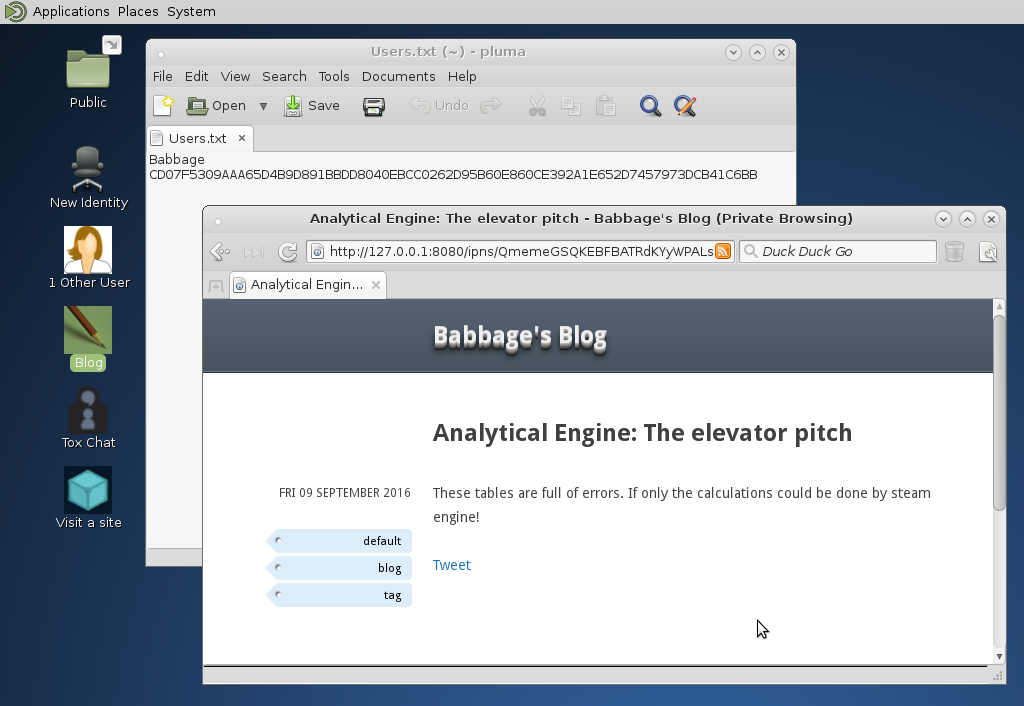 Applications Places System
Public
New Identity
1 Other User
Blog
Tox Chat
Visit a site
Users.txt (~) - pluma
File Edit View Search Tools Documents Help
Open Save Undo
Users.txt
Babbage
CD07F5309AAA65D4B9D891BBDD8040EBCC0262D95B60E860CE392A1E652D7457973DCB41C6BB
Analytical Engine: The elevator pitch - Babbage's Blog (Private Browsing)
http://127.0.0.1:8080/ipns/QmemeGSQKEBFBATRdKYyWPALs
Duck Duck Go
Analytical Engin...
Babbage's Blog
Analytical Engine: The elevator pitch
FRI 09 SEPTEMBER 2016
These tables are full of errors. If only the calculations could be done by steam
engine!
default
blog
tag
Tweet